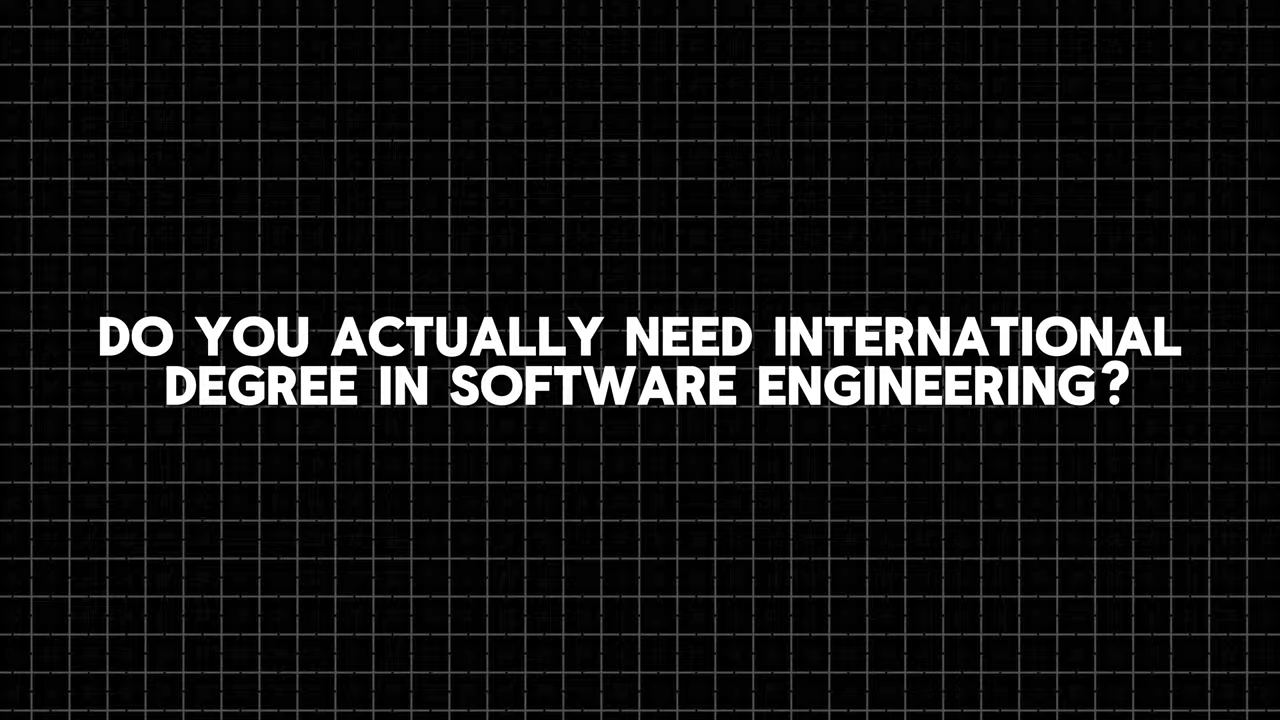 DO YOU ACTUALLY NEED INTERNATIONAL
DEGREE IN SOFTWARE ENGINEERING?